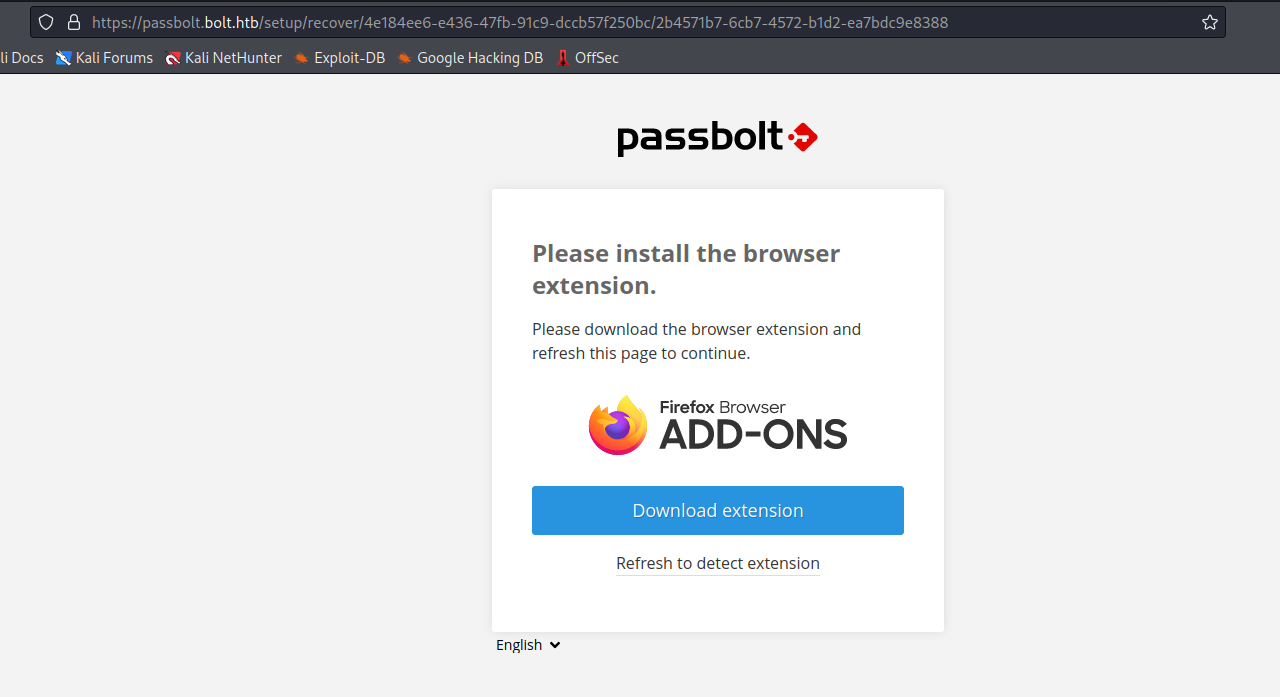 https://passbolt.bolt.htb/setup/recover/4e184ee6-e436-47fb-91c9-dccb57f250bc/2b4571b7-6cb7-4572-b1d2-ea7bdc9e8388
li Docs Kali Forums Kali NetHunter Exploit-DB Google Hacking DB OffSec
passbolt
Please install the browser
extension.
Please download the browser extension and
refresh this page to continue.
Firefox Browser
ADD-ONS
Download extension
Refresh to detect extension
English